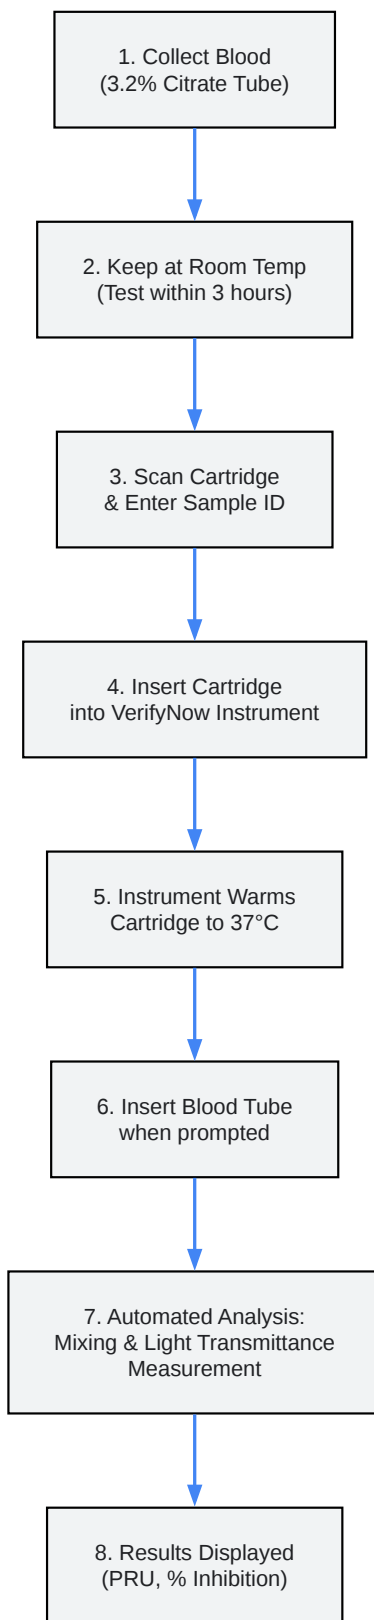 1. Collect Blood
(3.2% Citrate Tube)
2. Keep at Room Temp
(Test within 3 hours)
3. Scan Cartridge
& Enter Sample ID
4. Insert Cartridge
into VerifyNow Instrument
5. Instrument Warms
Cartridge to 37°C
6. Insert Blood Tube
when prompted
7. Automated Analysis:
Mixing & Light Transmittance
Measurement
8. Results Displayed
(PRU, % Inhibition)